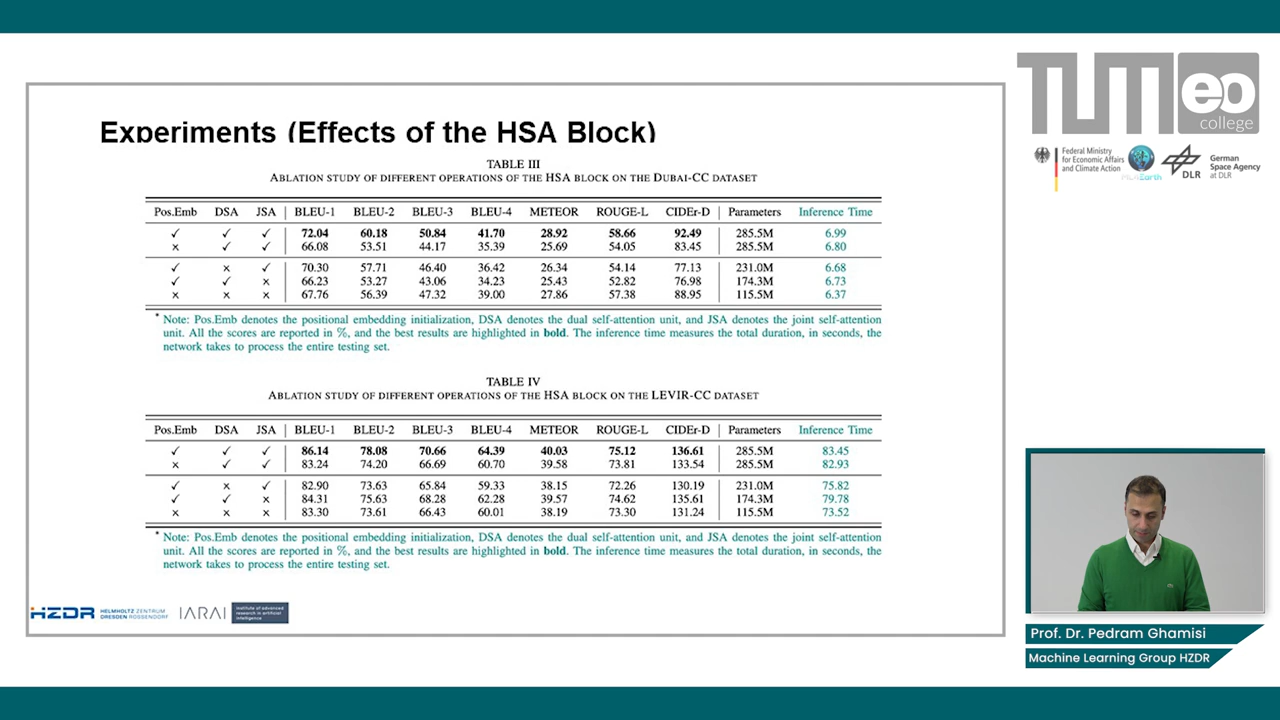 TUM eo
college
Federal Ministry
for Economic Affairs
and Climate Action
ML4Earth
DLR
German
Space Agency
at DLR
Experiments (Effects of the HSA Block)
TABLE III
ABLATION STUDY OF DIFFERENT OPERATIONS OF THE HSA BLOCK ON THE DUBAI-CC DATASET
Pos.Emb DSA JSA BLEU-1 BLEU-2 BLEU-3 BLEU-4 METEOR ROUGE-L CIDEr-D Parameters Inference Time
✓ ✓ ✓ 72.04 60.18 50.84 41.70 28.92 58.66 92.49 285.5M 6.99
× ✓ ✓ 66.08 53.51 44.17 35.39 25.69 54.05 83.45 285.5M 6.80
✓ × ✓ 70.30 57.71 46.40 36.42 26.34 54.14 77.13 231.0M 6.68
✓ ✓ × 66.23 53.27 43.06 34.23 25.43 52.82 76.98 174.3M 6.73
× × × 67.76 56.39 47.32 39.00 27.86 57.38 88.95 115.5M 6.37
* Note: Pos.Emb denotes the positional embedding initialization, DSA denotes the dual self-attention unit, and JSA denotes the joint self-attention
unit. All the scores are reported in %, and the best results are highlighted in bold. The inference time measures the total duration, in seconds, the
network takes to process the entire testing set.
TABLE IV
ABLATION STUDY OF DIFFERENT OPERATIONS OF THE HSA BLOCK ON THE LEVIR-CC DATASET
Pos.Emb DSA JSA BLEU-1 BLEU-2 BLEU-3 BLEU-4 METEOR ROUGE-L CIDEr-D Parameters Inference Time
✓ ✓ ✓ 86.14 78.08 70.66 64.39 40.03 75.12 136.61 285.5M 83.45
× ✓ ✓ 83.24 74.20 66.69 60.70 39.58 73.81 133.54 285.5M 82.93
✓ × ✓ 82.90 73.63 65.84 59.33 38.15 72.26 130.19 231.0M 75.82
✓ ✓ × 84.31 75.63 68.28 62.28 39.57 74.62 135.61 174.3M 79.78
× × × 83.30 73.61 66.43 60.01 38.19 73.30 131.24 115.5M 73.52
* Note: Pos.Emb denotes the positional embedding initialization, DSA denotes the dual self-attention unit, and JSA denotes the joint self-attention
unit. All the scores are reported in %, and the best results are highlighted in bold. The inference time measures the total duration, in seconds, the
network takes to process the entire testing set.
HZDR HELMHOLTZ ZENTRUM
DRESDEN ROSSENDORF
IARAI
institute of advanced
research in artificial
intelligence
Prof. Dr. Pedram Ghamisi
Machine Learning Group HZDR